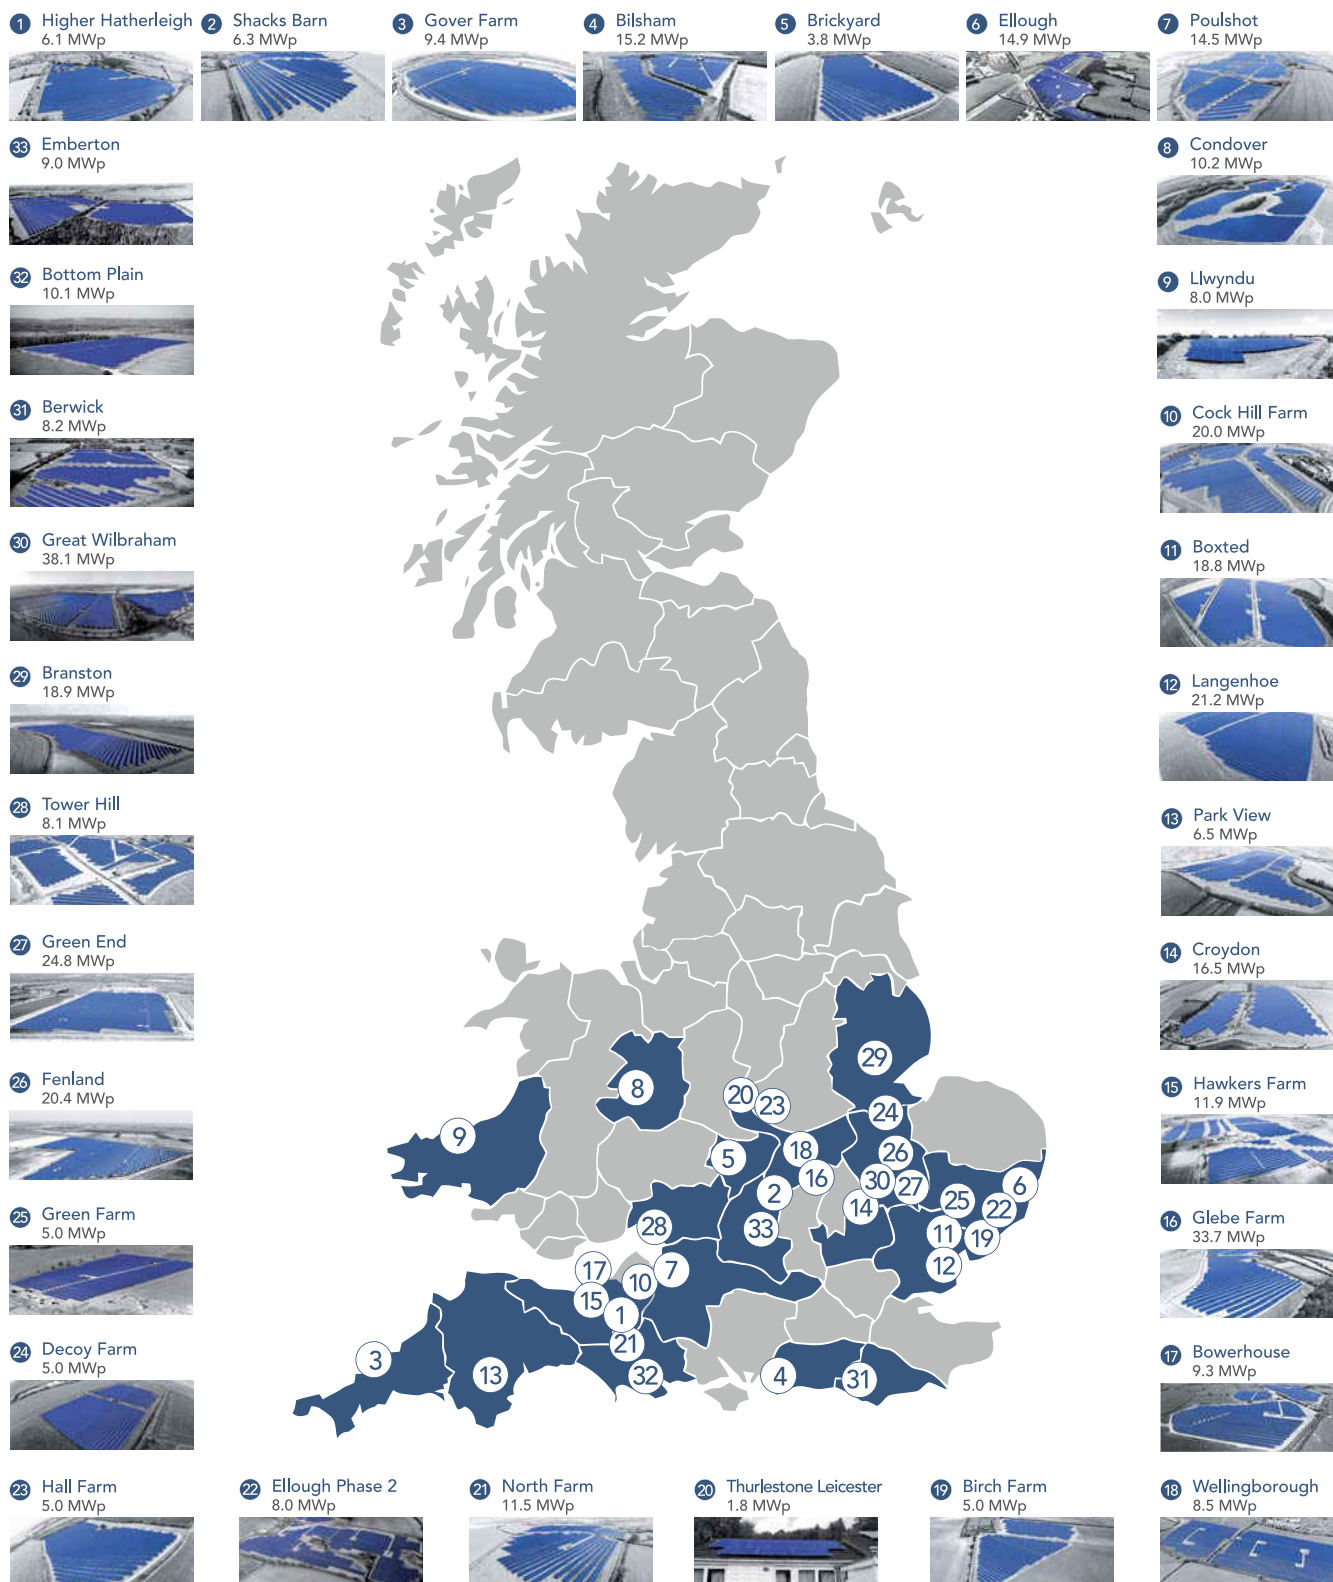 1 Higher Hatherleigh
6.1 MWp
2 Shacks Barn
6.3 MWp
3 Gover Farm
9.4 MWp
4 Bilsham
15.2 MWp
5 Brickyard
3.8 MWp
6 Ellough
14.9 MWp
7 Poulshot
14.5 MWp
33 Emberton
9.0 MWp
8 Condover
10.2 MWp
32 Bottom Plain
10.1 MWp
9 Llwyndu
8.0 MWp
31 Berwick
8.2 MWp
10 Cock Hill Farm
20.0 MWp
30 Great Wilbraham
38.1 MWp
11 Boxted
18.8 MWp
29 Branston
18.9 MWp
12 Langenhoe
21.2 MWp
28 Tower Hill
8.1 MWp
13 Park View
6.5 MWp
27 Green End
24.8 MWp
14 Croydon
16.5 MWp
26 Fenland
20.4 MWp
15 Hawkers Farm
11.9 MWp
25 Green Farm
5.0 MWp
16 Glebe Farm
33.7 MWp
24 Decoy Farm
5.0 MWp
17 Bowerhouse
9.3 MWp
29
8
20
23
24
9
5
18
26
16
30
27
6
2
25
14
22
28
33
11
19
12
17
7
10
15
1
21
3
13
32
4
31
23 Hall Farm
5.0 MWp
22 Ellough Phase 2
8.0 MWp
21 North Farm
11.5 MWp
20 Thurlestone Leicester
1.8 MWp
19 Birch Farm
5.0 MWp
18 Wellingborough
8.5 MWp